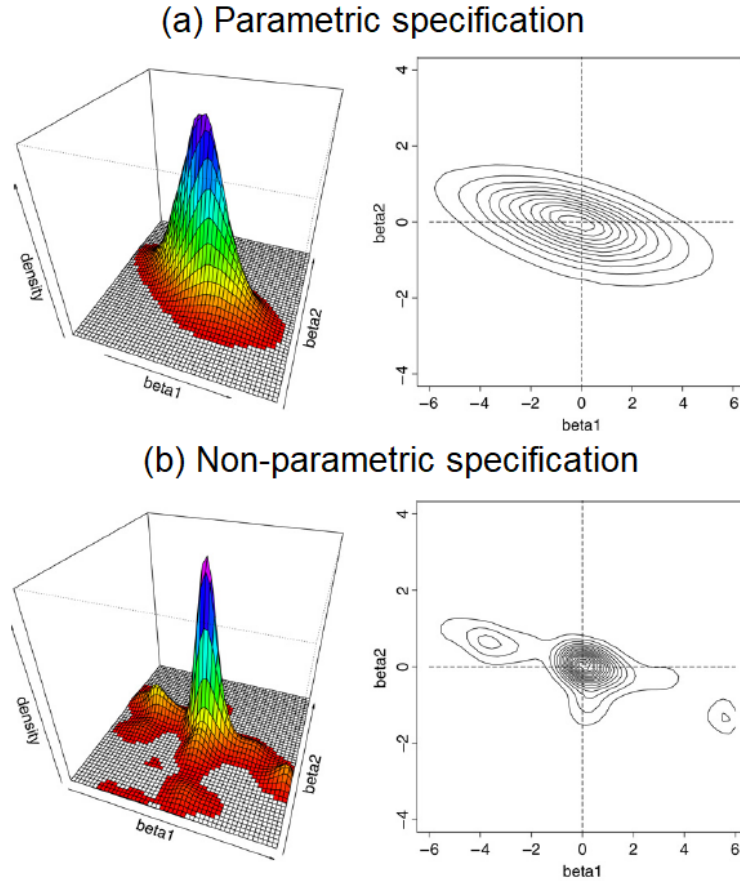 (a) Parametric specification
density
beta1
beta2
beta2
4
2
0
−2
−4
−6
−4
−2
0
2
4
6
beta1
(b) Non-parametric specification
density
beta1
beta2
beta2
4
2
0
−2
−4
−6
−4
−2
0
2
4
6
beta1